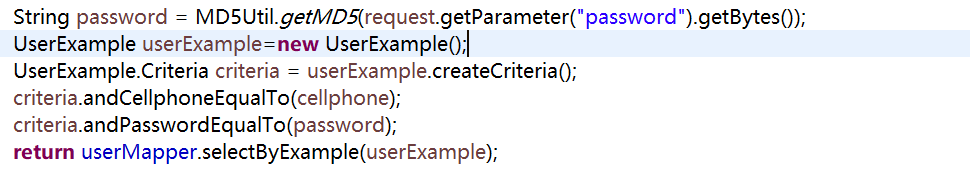 String password = MD5Util.getMD5(request.getParameter("password").getBytes());
UserExample userExample=new UserExample();
UserExample.Criteria criteria = userExample.createCriteria();
criteria.andCellphoneEqualTo(cellphone);
criteria.andPasswordEqualTo(password);
return userMapper.selectByExample(userExample);